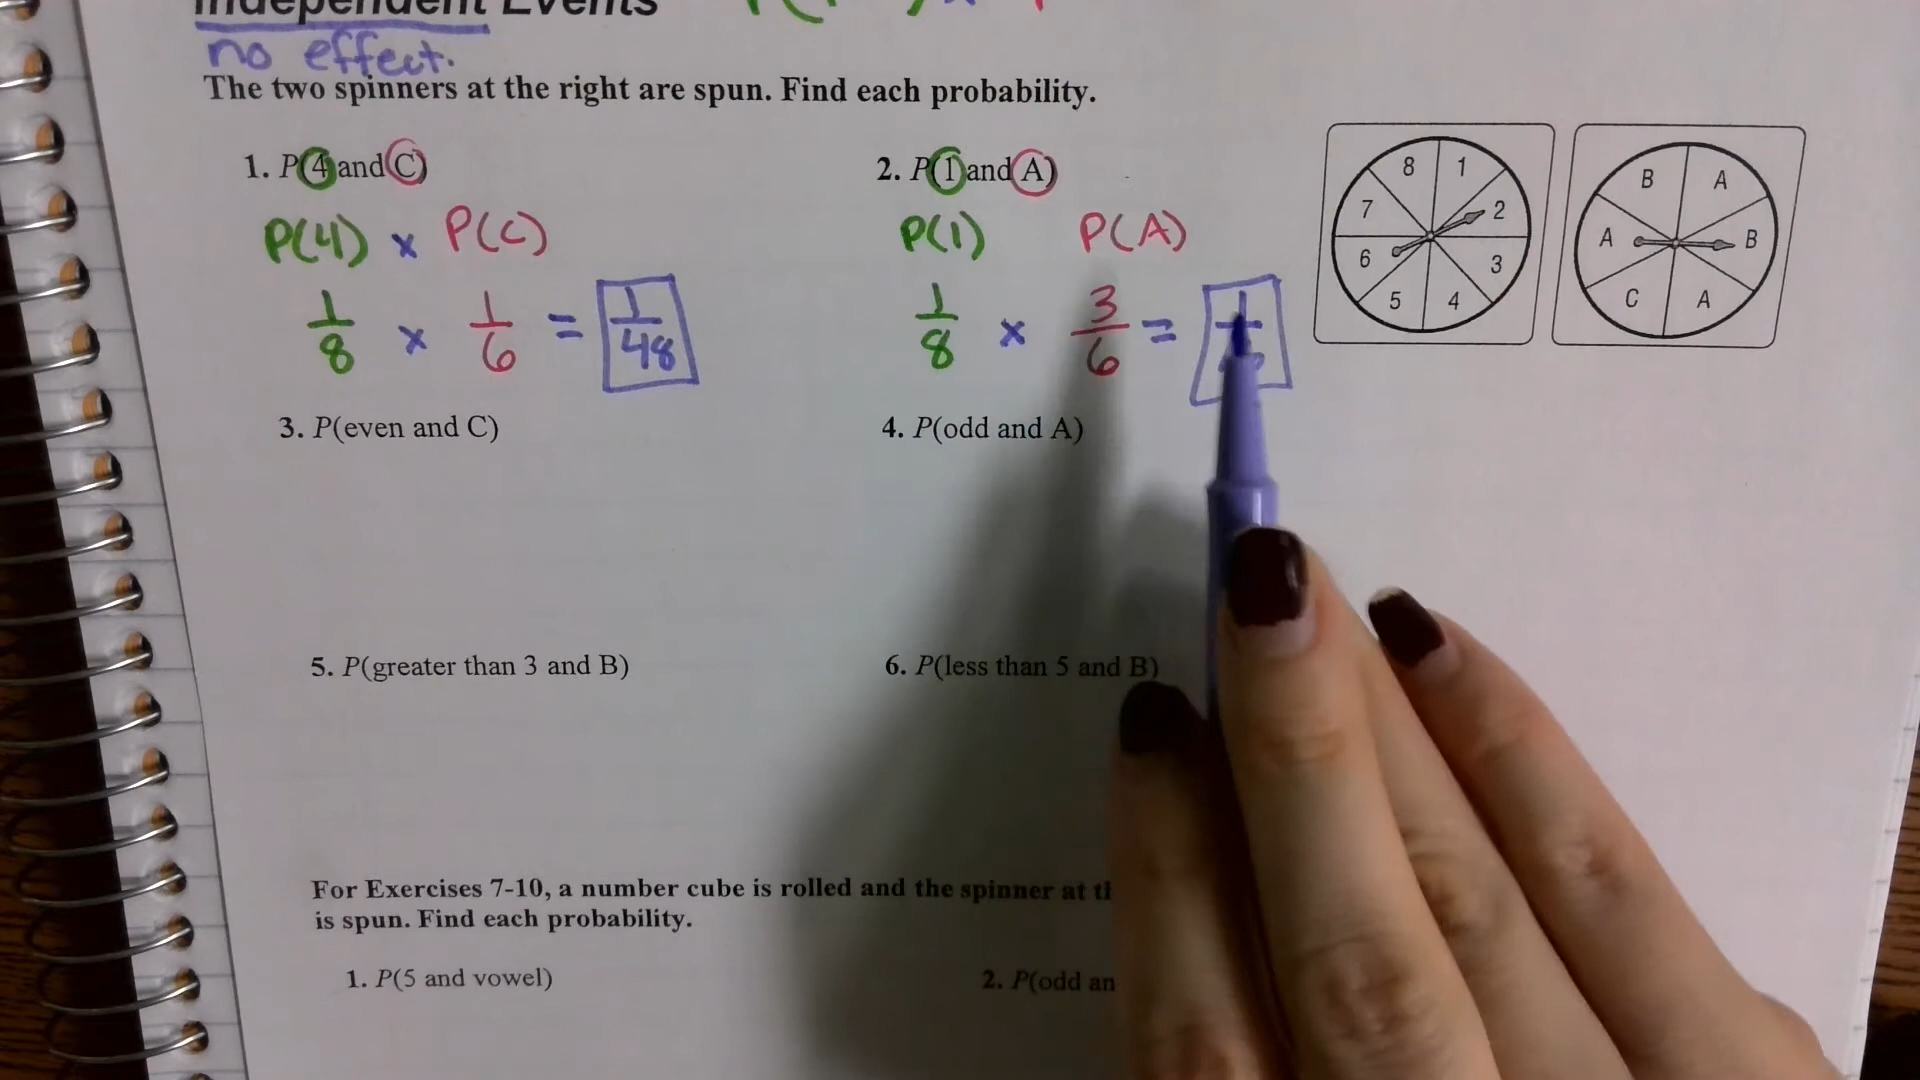 Independent Events
no effect.
The two spinners at the right are spun. Find each probability.
1. P(4 and C)
P(4) x P(C)
1/8 x 1/6 = 1/48
2. P(1 and A)
P(1) P(A)
1/8 x 3/6 = 1
8 1 2 3 4 5 6 7
B A B A C A
3. P(even and C)
4. P(odd and A)
5. P(greater than 3 and B)
6. P(less than 5 and B)
For Exercises 7-10, a number cube is rolled and the spinner at
is spun. Find each probability.
1. P(5 and vowel)
2. P(odd an